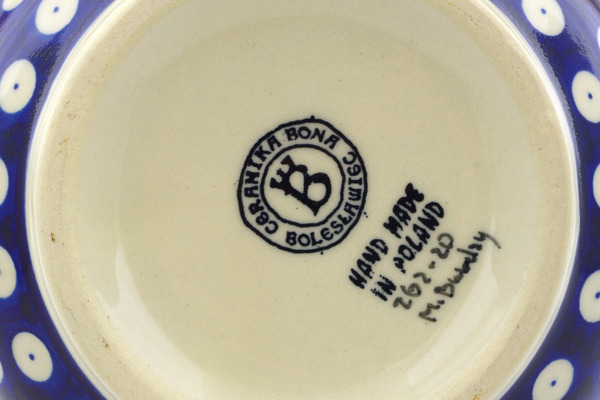 CERAMIKA BONA
BOLESŁAWIEC
B
HAND MADE
IN POLAND
262-20